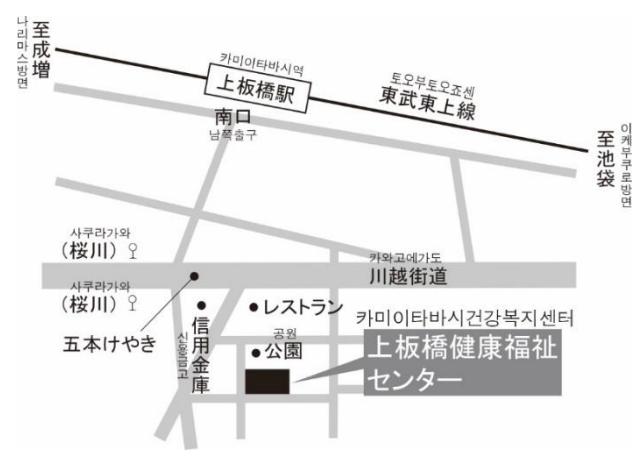 나리마스방면
至成増
카미이타바시역
上板橋駅
토오부토오죠센
東武東上線
南口
남쪽출구
이케부쿠로방면
至池袋
사쿠라가와
（桜川）
카와고에가도
川越街道
사쿠라가와
（桜川）
レストラン
五本けやき
信用金庫
신용금고
공원
公園
카미이타바시건강복지센터
上板橋健康福祉
センター